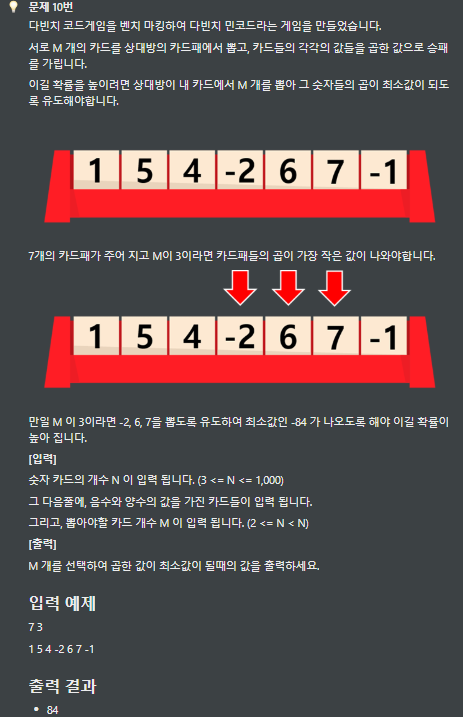 문제 10번
다빈치 코드게임을 벤치 마킹하여 다빈치 민코드라는 게임을 만들었습니다.
서로 M 개의 카드를 상대방의 카드패에서 뽑고, 카드들의 각각의 값들을 곱한 값으로 승패
를 가립니다.
이길 확률을 높이려면 상대방이 내 카드에서 M 개를 뽑아 그 숫자들의 곱이 최소값이 되도
록 유도해야합니다.
1 5 4 -2 6 7 -1
7개의 카드패가 주어 지고 M이 3이라면 카드패들의 곱이 가장 작은 값이 나와야합니다.
1 5 4 -2 6 7 -1
만일 M 이 3이라면 -2, 6, 7을 뽑도록 유도하여 최소값인 -84 가 나오도록 해야 이길 확률이
높아 집니다.
[입력]
숫자 카드의 개수 N 이 입력 됩니다. (3 <= N <= 1,000)
그 다음줄에, 음수와 양수의 값을 가진 카드들이 입력 됩니다.
그리고, 뽑아야할 카드 개수 M 이 입력 됩니다. (2 <= N < N)
[출력]
M 개를 선택하여 곱한 값이 최소값이 될때의 값을 출력하세요.
입력 예제
7 3
1 5 4 -2 6 7 -1
출력 결과
• 84